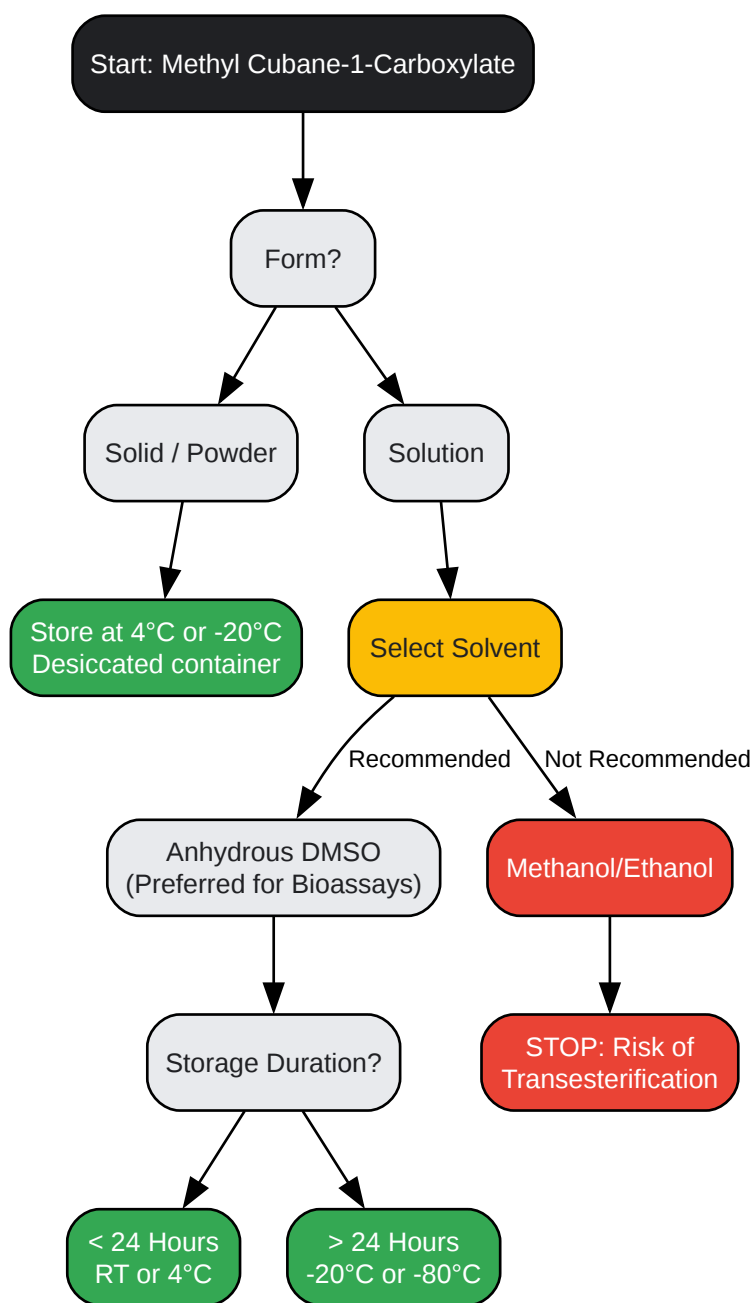 Start: Methyl Cubane-1-Carboxylate
Form?
Solid / Powder
Solution
Store at 4°C or -20°C
Desiccated container
Select Solvent
Recommended
Not Recommended
Anhydrous DMSO
(Preferred for Bioassays)
Methanol/Ethanol
Storage Duration?
STOP: Risk of
Transesterification
< 24 Hours
RT or 4°C
> 24 Hours
-20°C or -80°C